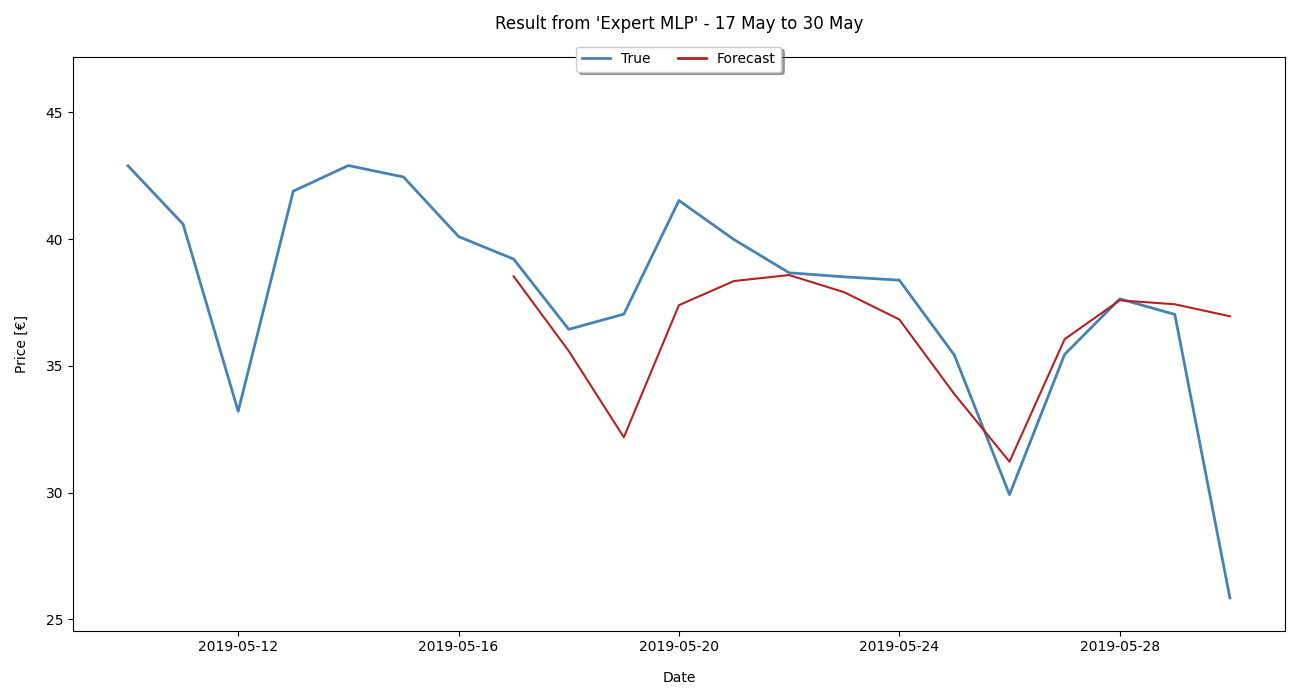 Result from 'Expert MLP' - 17 May to 30 May
True Forecast
45
40
35
30
25
Price [€]
2019-05-12 2019-05-16 2019-05-20 2019-05-24 2019-05-28
Date